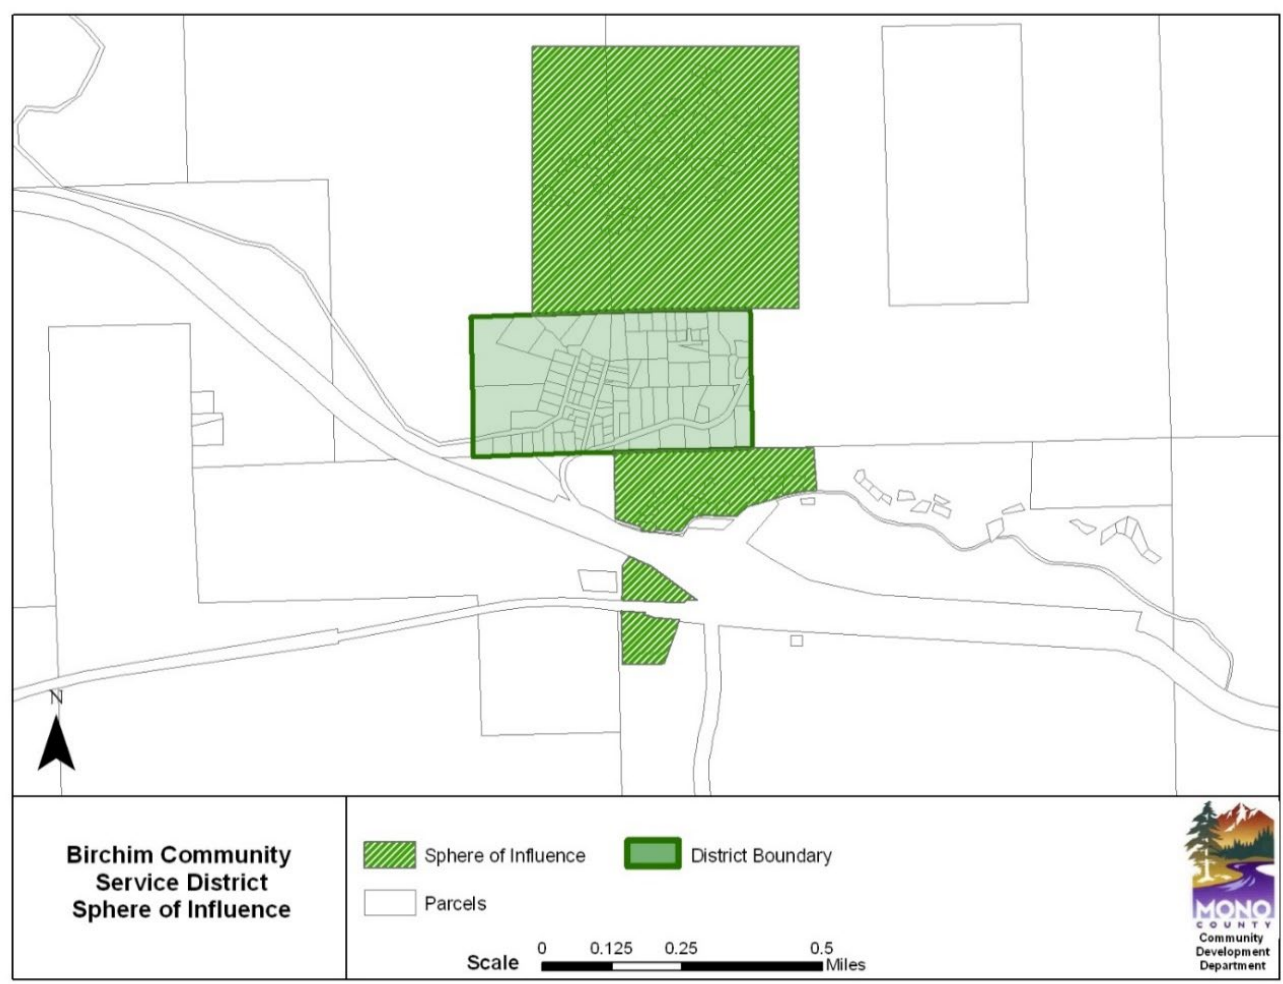 N
Birchim Community
Service District
Sphere of Influence
Sphere of Influence
District Boundary
Parcels
0 0.125 0.25 0.5
Scale
Miles
MONO
COUNTY
Community
Development
Department